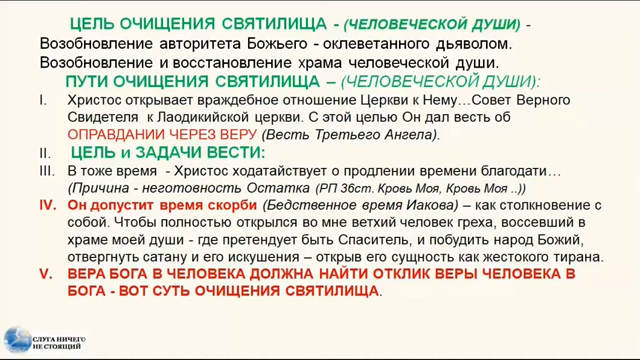 ЦЕЛЬ ОЧИЩЕНИЯ СВЯТИЛИЩА - (ЧЕЛОВЕЧЕСКОЙ ДУШИ) -
Возобновление авторитета Божьего - оклеветанного дьяволом.
Возобновление и восстановление храма человеческой души.
ПУТИ ОЧИЩЕНИЯ СВЯТИЛИЩА – (ЧЕЛОВЕЧЕСКОЙ ДУШИ):
I. Христос открывает враждебное отношение Церкви к Нему…Совет Верного
Свидетеля к Лаодикийской церкви. С этой целью Он дал весть об
ОПРАВДАНИИ ЧЕРЕЗ ВЕРУ (Весть Третьего Ангела).
II. ЦЕЛЬ и ЗАДАЧИ ВЕСТИ:
III. В тоже время - Христос ходатайствует о продлении времени благодати…
(Причина - неготовность Остатка (РП 36ст. Кровь Моя, Кровь Моя ..))
IV. Он допустит время скорби (Бедственное время Иакова) – как столкновение с
собой. Чтобы полностью открылся во мне ветхий человек греха, воссевший в
храме моей души - где претендует быть Спаситель, и побудить народ Божий,
отвергнуть сатану и его искушения – открыв его сущность как жестокого тирана.
V. ВЕРА БОГА В ЧЕЛОВЕКА ДОЛЖНА НАЙТИ ОТКЛИК ВЕРЫ ЧЕЛОВЕКА В
БОГА - ВОТ СУТЬ ОЧИЩЕНИЯ СВЯТИЛИЩА.
СЛУГА НИЧЕГО
НЕ СТОЯЩИЙ